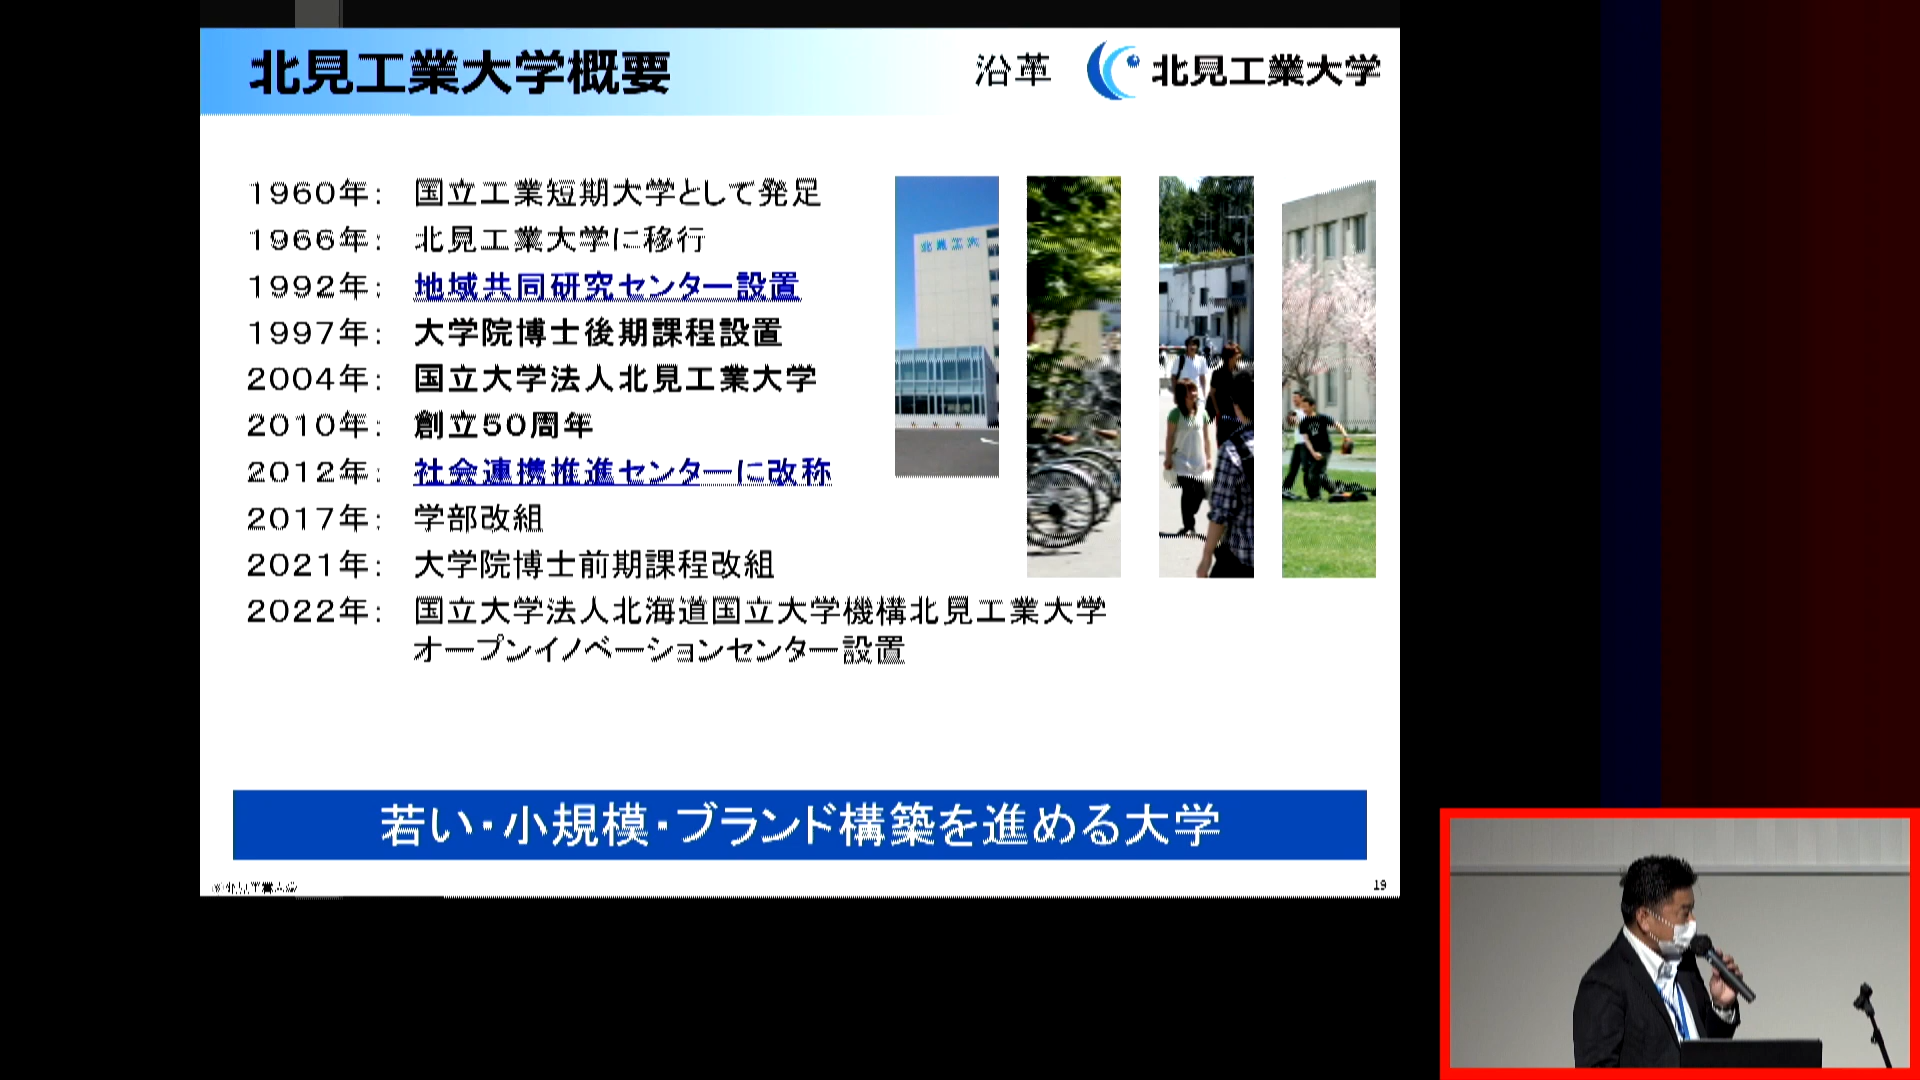 北見工業大学概要
沿革
北見工業大学
1960年: 国立工業短期大学として発足
1966年: 北見工業大学に移行
1992年: 地域共同研究センター設置
1997年: 大学院博士後期課程設置
2004年: 国立大学法人北見工業大学
2010年: 創立50周年
2012年: 社会連携推進センターに改称
2017年: 学部改組
2021年: 大学院博士前期課程改組
2022年: 国立大学法人北海道国立大学機構北見工業大学
オープンイノベーションセンター設置
北見工大
若い・小規模・ブランド構築を進める大学
19